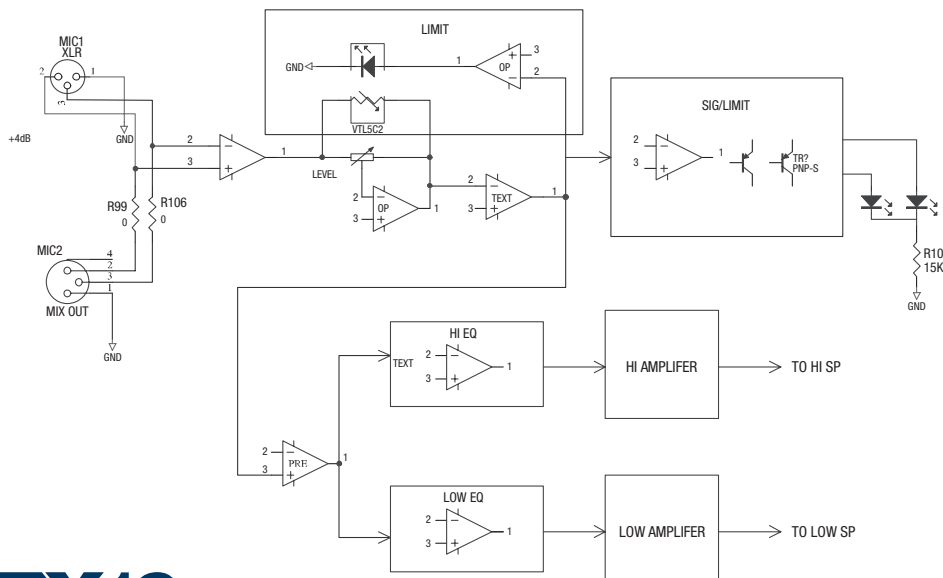 LIMIT
MIC1
XLR
2
1
3
+4dB
GND
GND
1
OP
3
2
VTL5C2
2
3
1
LEVEL
2
3
OP
1
2
3
TEXT
1
SIG/LIMIT
2
3
1
TR?
PNP-S
R10
15K
GND
R99
0
R106
0
MIC2
4
2
3
1
MIX OUT
GND
HI EQ
TEXT
2
3
1
HI AMPLIFER
TO HI SP
2
3
PRE
1
LOW EQ
2
3
1
LOW AMPLIFER
TO LOW SP